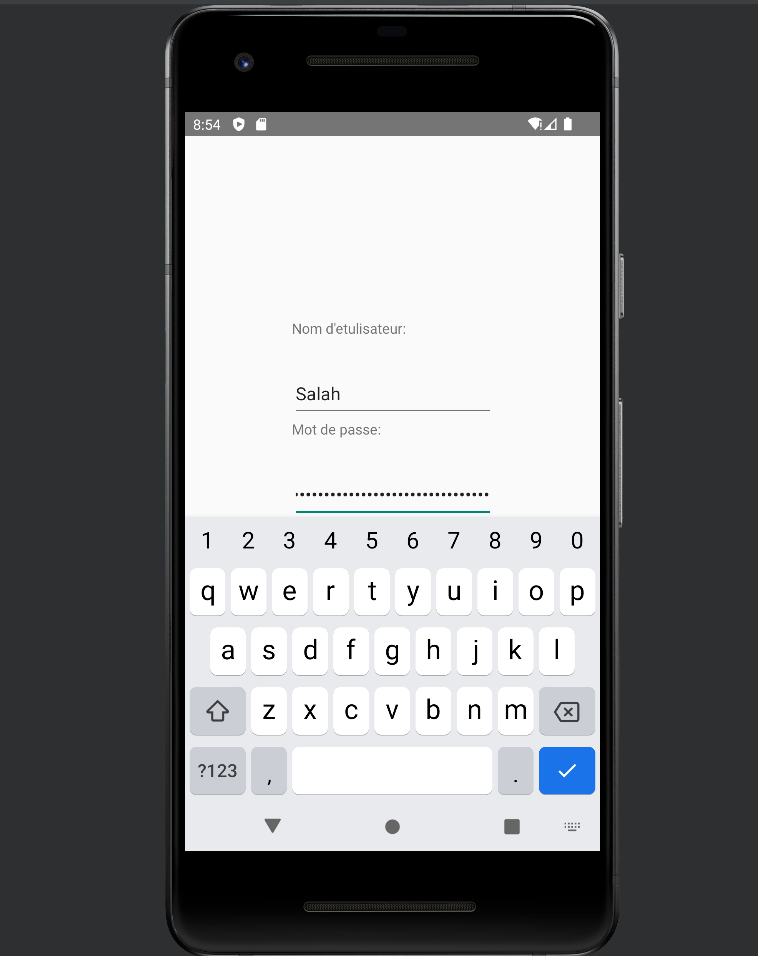 8:54
Nom d'etulisateur:
Salah
Mot de passe:
••••••••••••••••••••••••••••••••••
1 2 3 4 5 6 7 8 9 0
q w e r t y u i o p
a s d f g h j k l
z x c v b n m
?123 , .